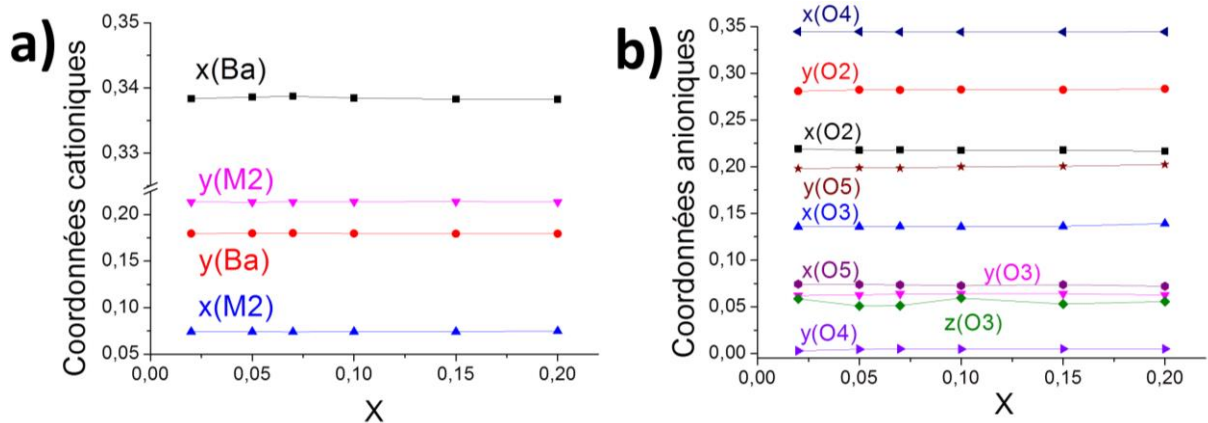 a)
Coordonnées cationiques
0,35
0,34
0,33
0,20
0,15
0,10
0,05
x(Ba)
y(M2)
y(Ba)
x(M2)
0,00
0,05
0,10
0,15
0,20
X
b)
Coordonnées anioniques
0,35
0,30
0,25
0,20
0,15
0,10
0,05
0,00
x(O4)
y(O2)
x(O2)
y(O5)
x(O3)
x(O5)
y(O3)
z(O3)
y(O4)
0,00
0,05
0,10
0,15
0,20
X